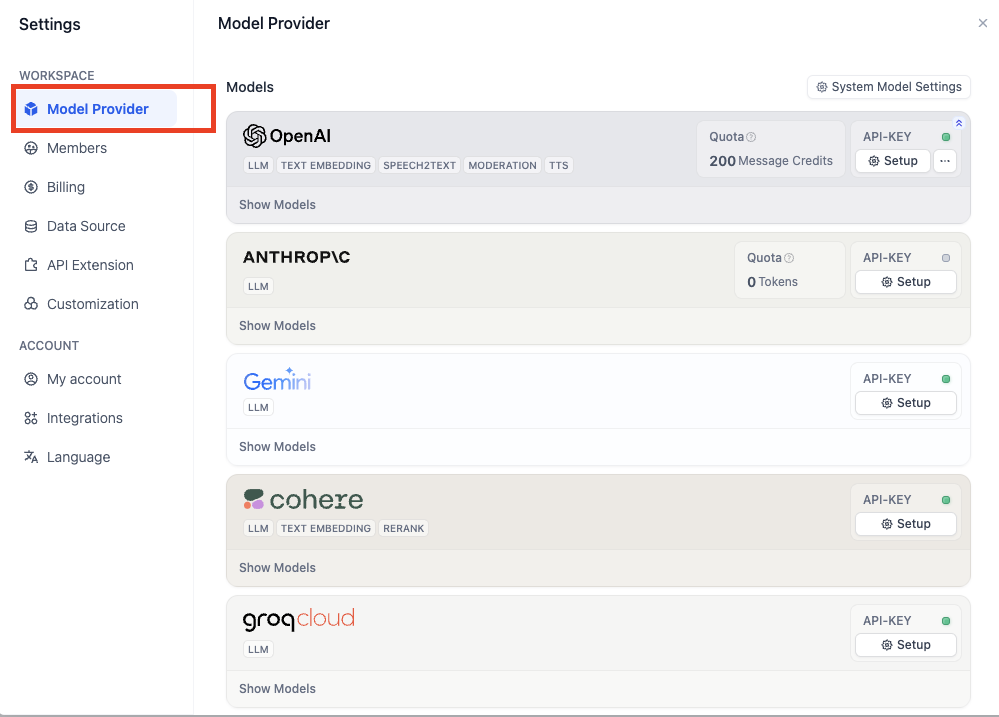 Settings
WORKSPACE
Model Provider
Members
Billing
Data Source
API Extension
Customization
ACCOUNT
My account
Integrations
Language
Model Provider
Models
System Model Settings
OpenAI
LLM TEXT EMBEDDING SPEECH2TEXT MODERATION TTS
Quota
200 Message Credits
API-KEY
Setup
Show Models
ANTHROP\C
LLM
Quota
0 Tokens
API-KEY
Setup
Show Models
Gemini
LLM
API-KEY
Setup
Show Models
cohere
LLM TEXT EMBEDDING RERANK
API-KEY
Setup
Show Models
groqcloud
LLM
API-KEY
Setup
Show Models